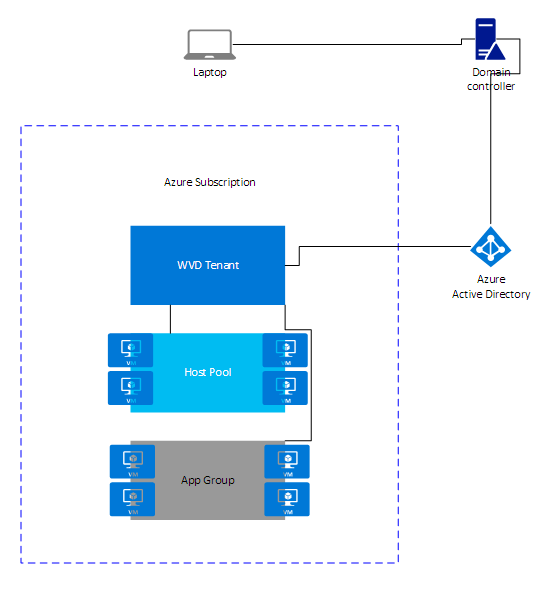 Laptop
Domain
controller
Azure Subscription
WVD Tenant
Azure
Active Directory
VM
VM
Host Pool
VM
VM
VM
VM
App Group
VM
VM